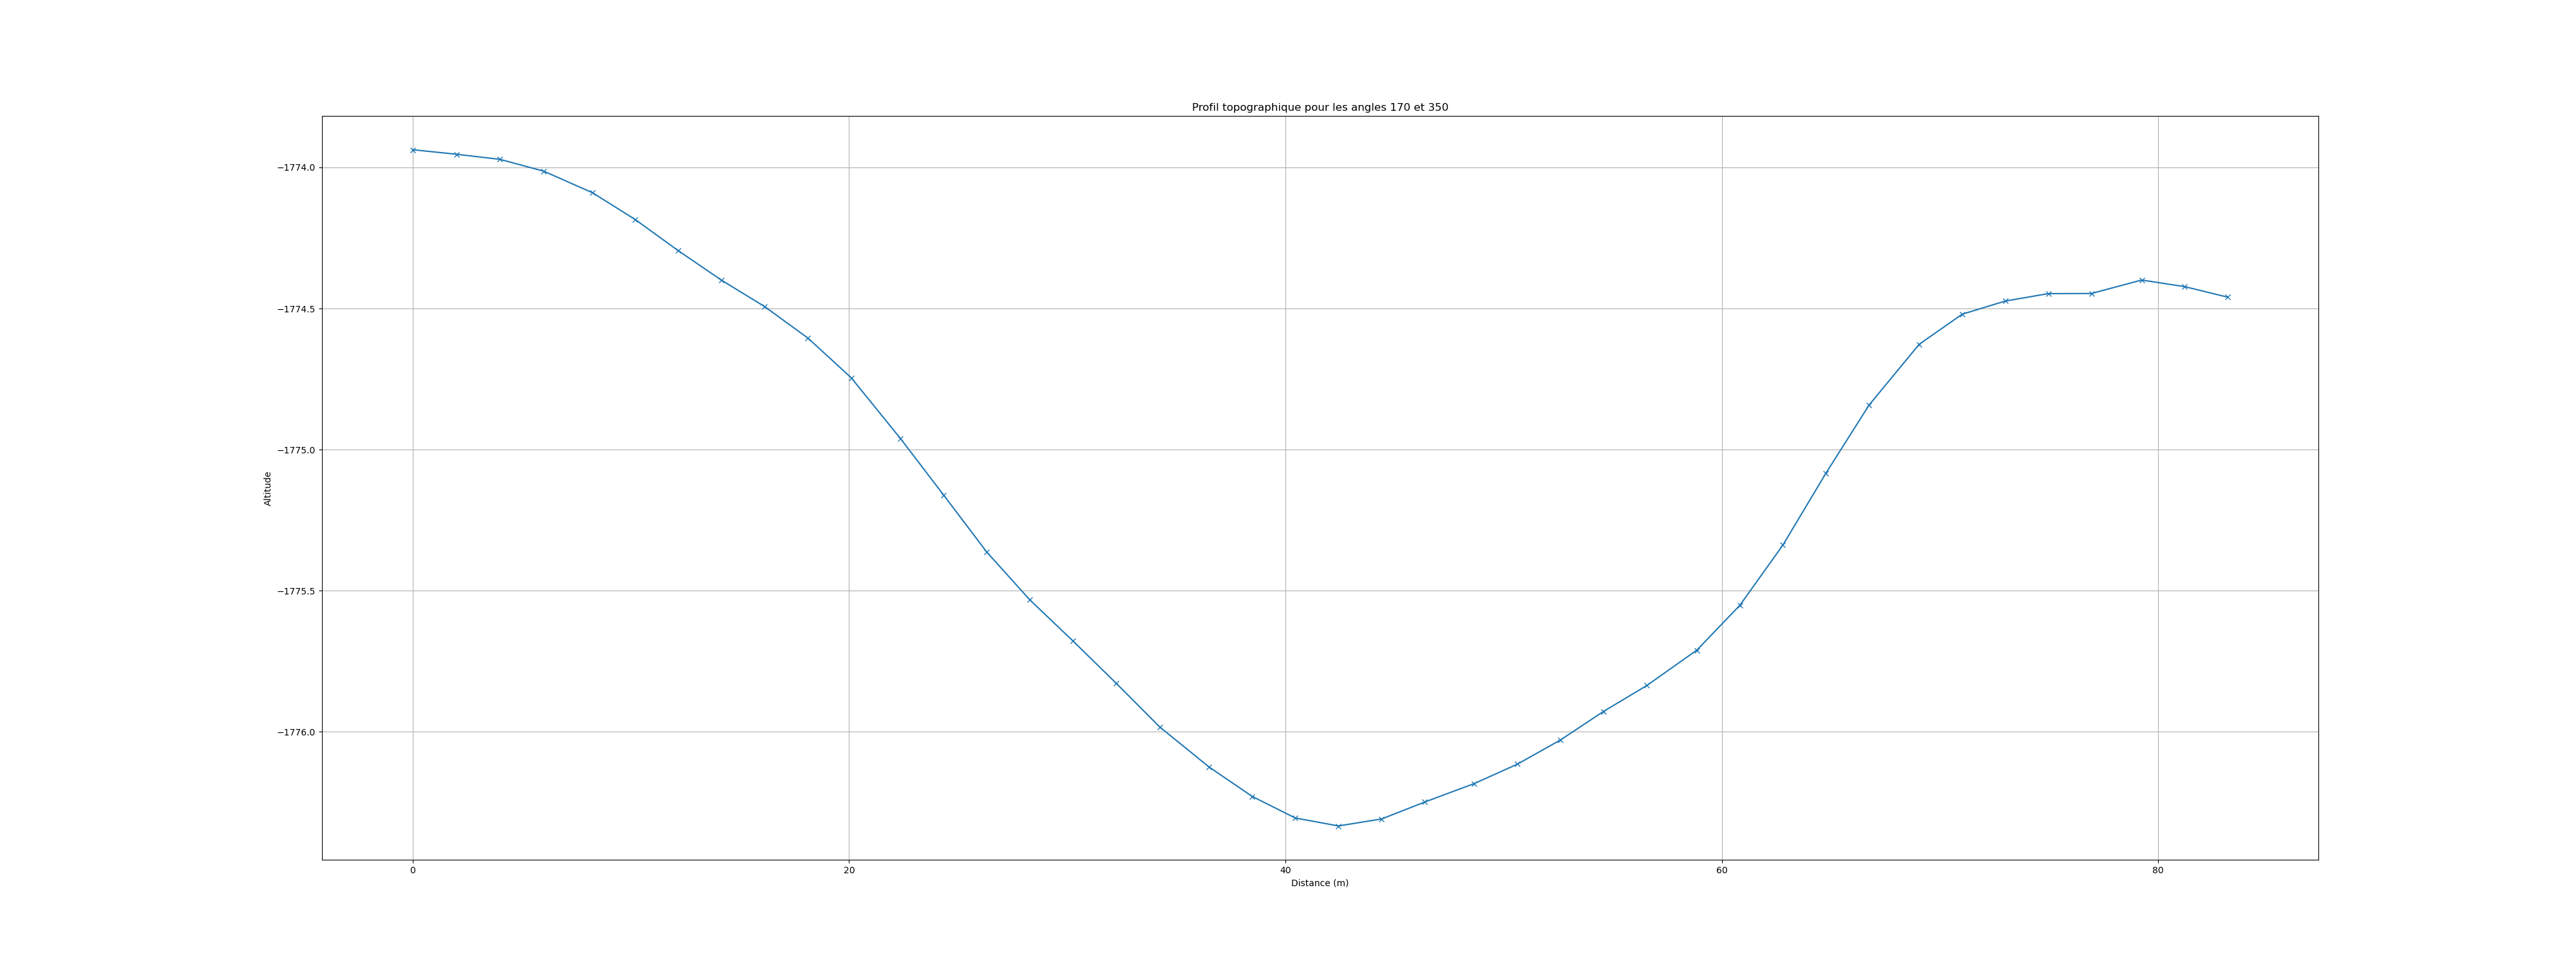 Profil topographique pour les angles 170 et 350
−1774.0
−1774.5
−1775.0
−1775.5
−1776.0
Altitude
0 20 40 60 80
Distance (m)